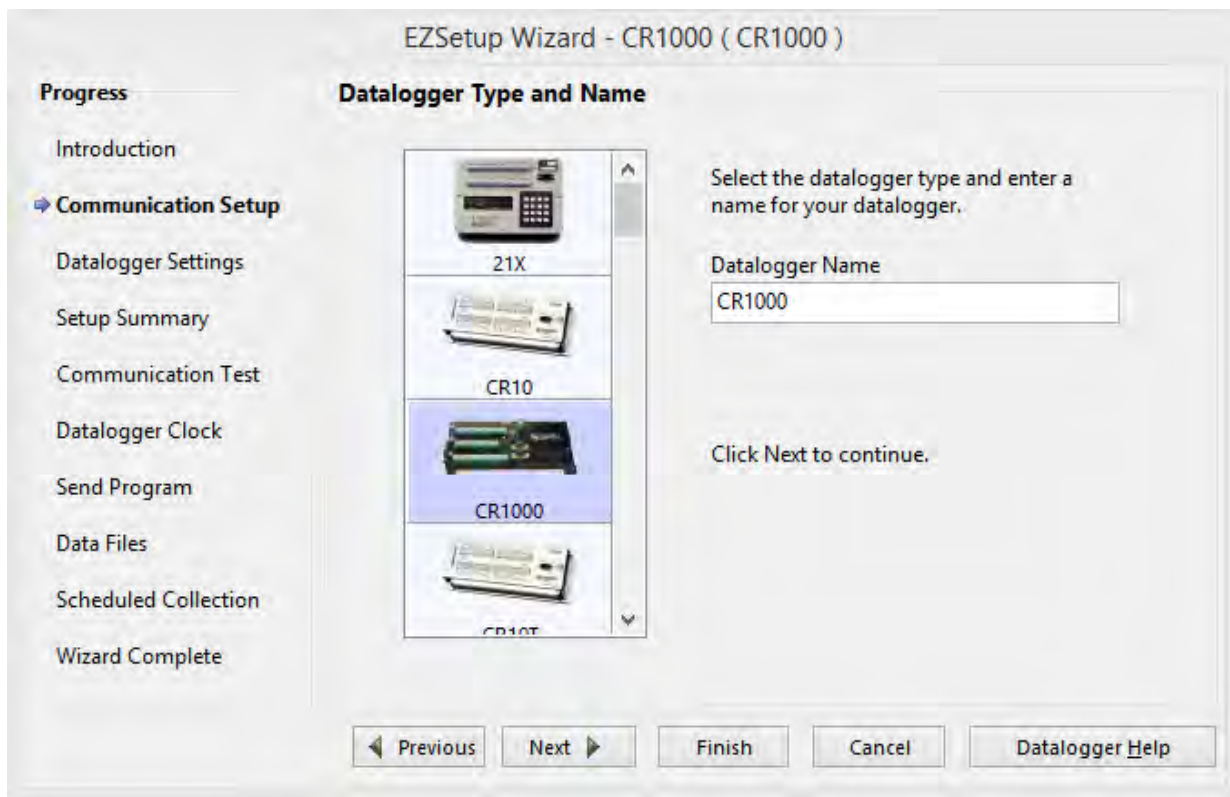 EZSetup Wizard - CR1000 ( CR1000 )
Progress
Introduction
Communication Setup
Datalogger Settings
Setup Summary
Communication Test
Datalogger Clock
Send Program
Data Files
Scheduled Collection
Wizard Complete
Datalogger Type and Name
21X
CR10
CR1000
CR10T
Select the datalogger type and enter a
name for your datalogger.
Datalogger Name
CR1000
Click Next to continue.
Previous
Next
Finish
Cancel
Datalogger Help